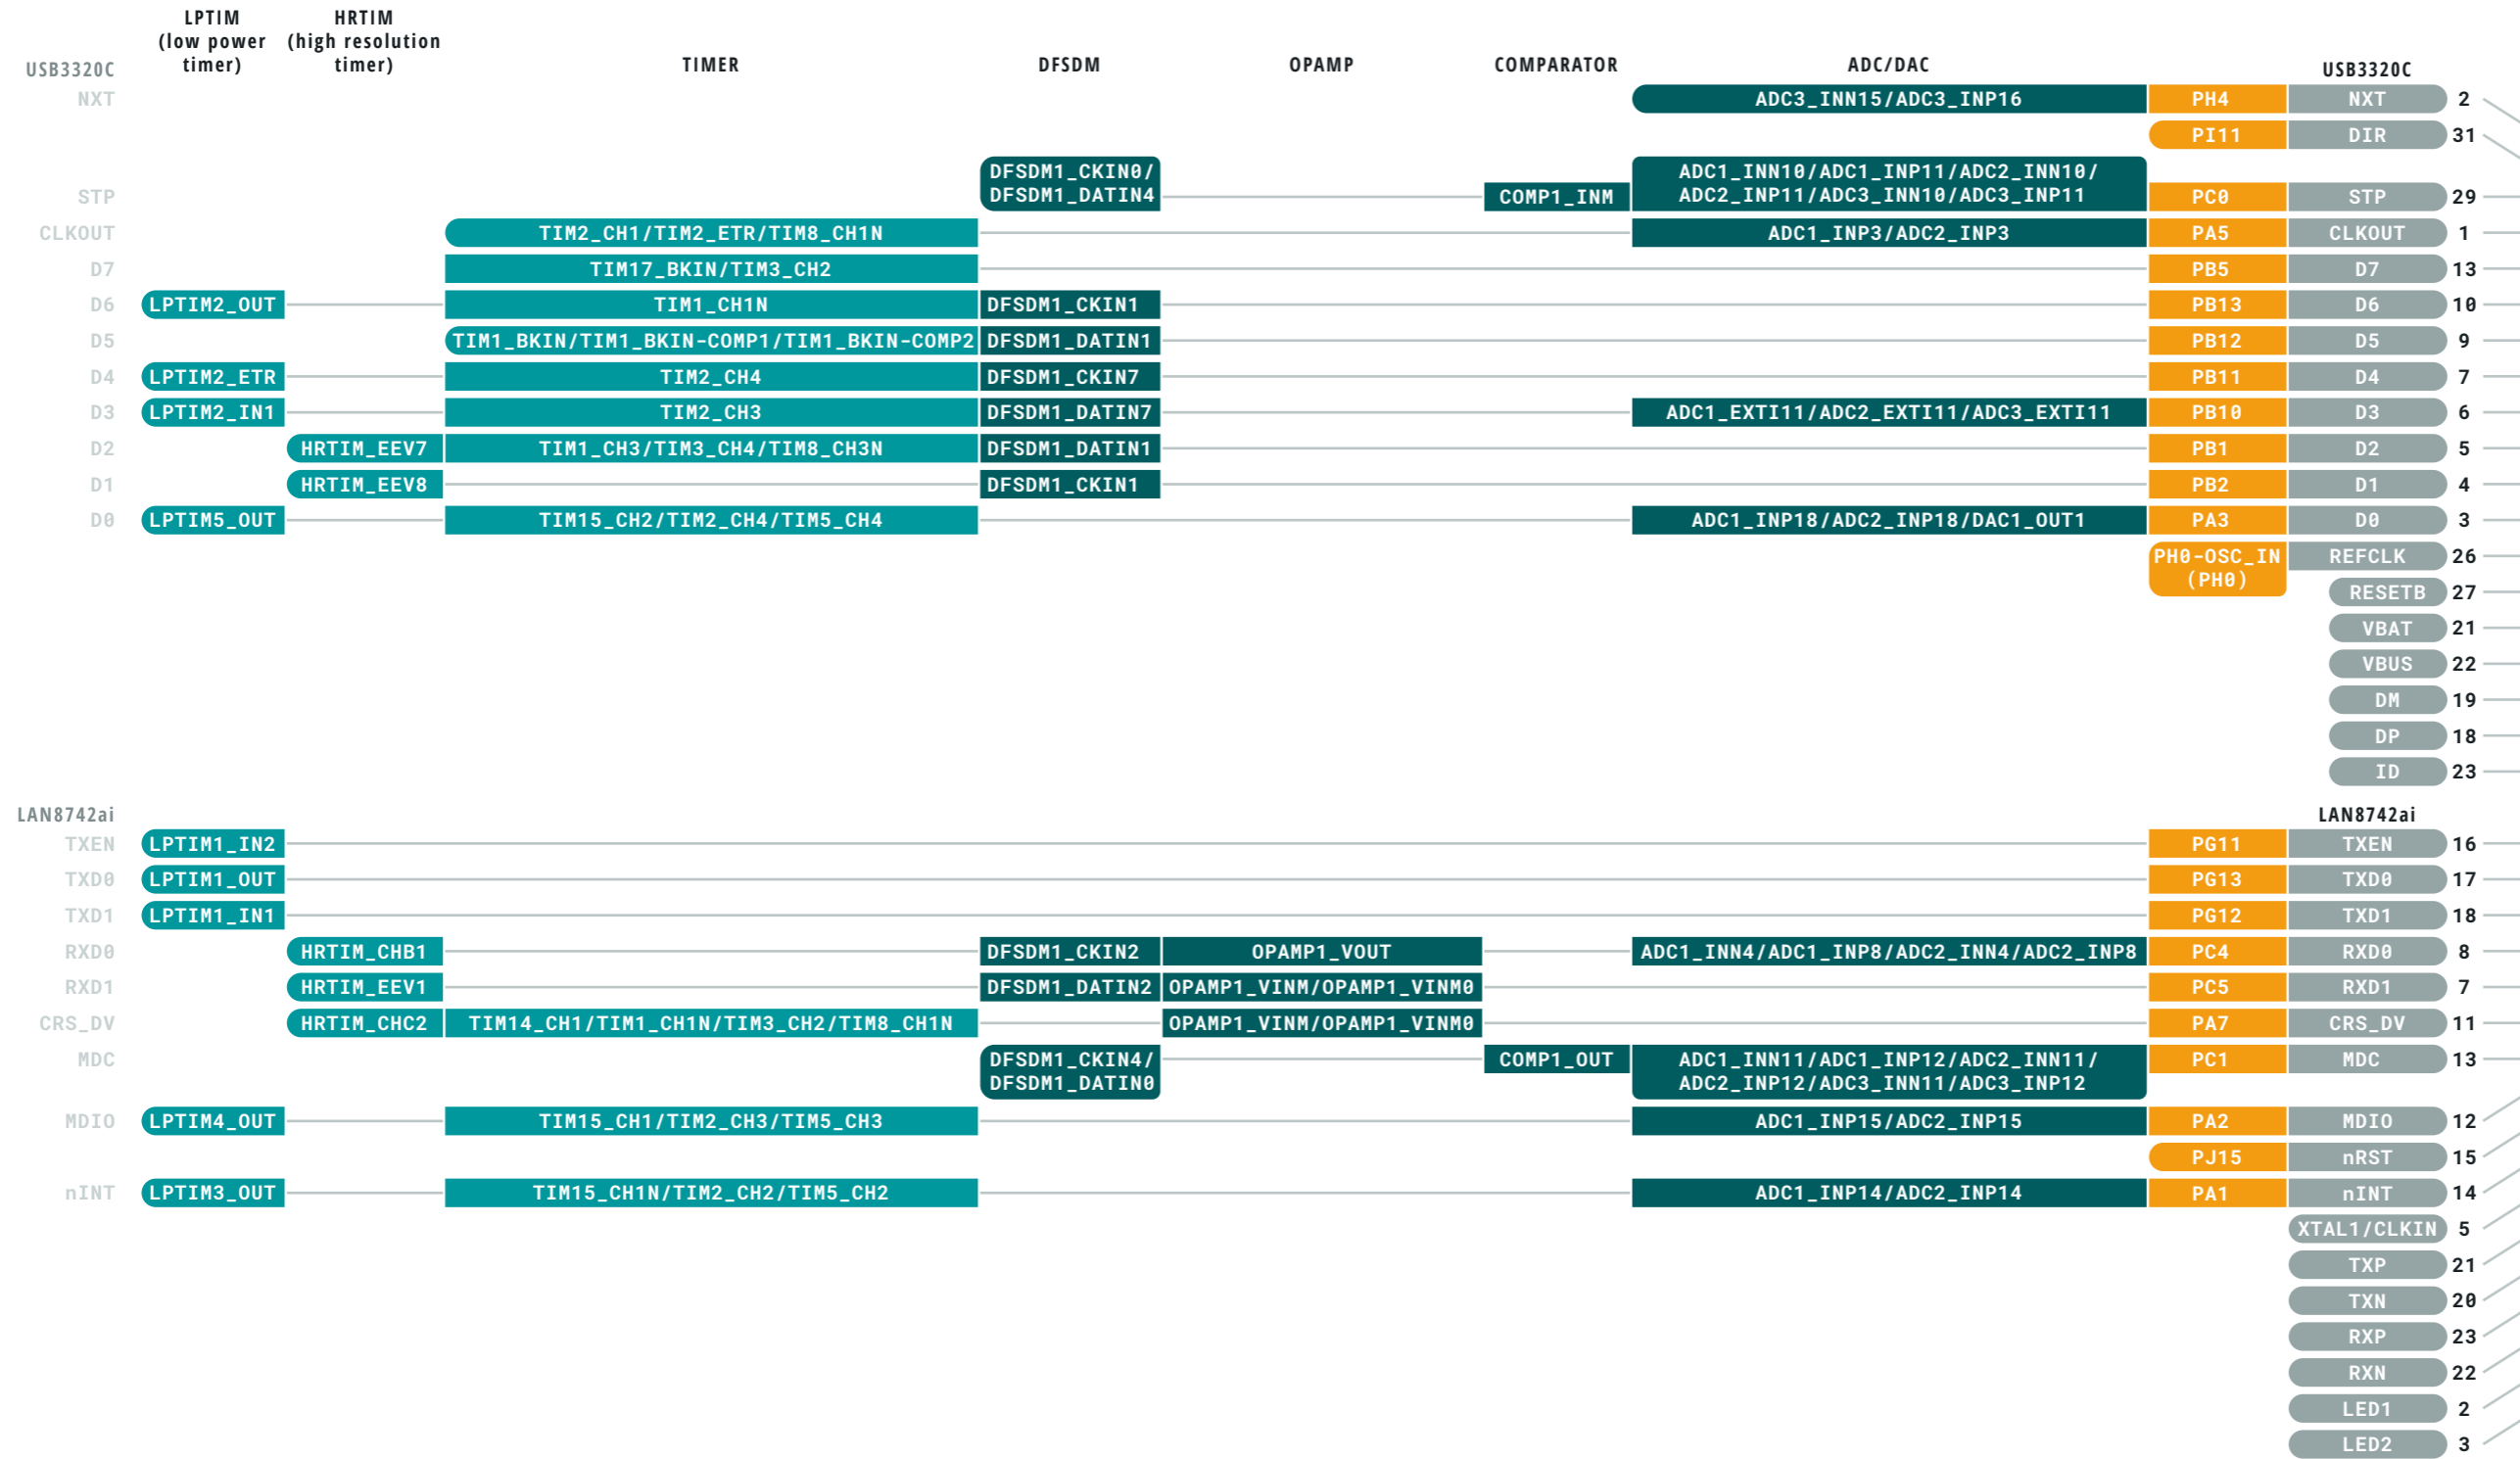 LPTIM (low power timer) HRTIM (high resolution timer) TIMER DFSDM OPAMP COMPARATOR ADC/DAC
USB3320C USB3320C
NXT ADC3_INN15/ADC3_INP16 PH4 NXT 2
PI11 DIR 31
STP DFSDM1_CKIN0/DFSDM1_DATIN4 COMP1_INM ADC1_INN10/ADC1_INP11/ADC2_INN10/ADC2_INP11/ADC3_INN10/ADC3_INP11 PC0 STP 29
CLKOUT TIM2_CH1/TIM2_ETR/TIM8_CH1N ADC1_INP3/ADC2_INP3 PA5 CLKOUT 1
D7 TIM17_BKIN/TIM3_CH2 PB5 D7 13
D6 LPTIM2_OUT TIM1_CH1N DFSDM1_CKIN1 PB13 D6 10
D5 TIM1_BKIN/TIM1_BKIN-COMP1/TIM1_BKIN-COMP2 DFSDM1_DATIN1 PB12 D5 9
D4 LPTIM2_ETR TIM2_CH4 DFSDM1_CKIN7 PB11 D4 7
D3 LPTIM2_IN1 TIM2_CH3 DFSDM1_DATIN7 ADC1_EXTI11/ADC2_EXTI11/ADC3_EXTI11 PB10 D3 6
D2 HRTIM_EEV7 TIM1_CH3/TIM3_CH4/TIM8_CH3N DFSDM1_DATIN1 PB1 D2 5
D1 HRTIM_EEV8 DFSDM1_CKIN1 PB2 D1 4
D0 LPTIM5_OUT TIM15_CH2/TIM2_CH4/TIM5_CH4 ADC1_INP18/ADC2_INP18/DAC1_OUT1 PA3 D0 3
PH0-OSC_IN (PH0) REFCLK 26
RESETB 27
VBAT 21
VBUS 22
DM 19
DP 18
ID 23
LAN8742ai LAN8742ai
TXEN LPTIM1_IN2 PG11 TXEN 16
TXD0 LPTIM1_OUT PG13 TXD0 17
TXD1 LPTIM1_IN1 PG12 TXD1 18
RXD0 HRTIM_CHB1 DFSDM1_CKIN2 OPAMP1_VOUT ADC1_INN4/ADC1_INP8/ADC2_INN4/ADC2_INP8 PC4 RXD0 8
RXD1 HRTIM_EEV1 DFSDM1_DATIN2 OPAMP1_VINM/OPAMP1_VINM0 PC5 RXD1 7
CRS_DV HRTIM_CHC2 TIM14_CH1/TIM1_CH1N/TIM3_CH2/TIM8_CH1N OPAMP1_VINM/OPAMP1_VINM0 PA7 CRS_DV 11
MDC DFSDM1_CKIN4/DFSDM1_DATIN0 COMP1_OUT ADC1_INN11/ADC1_INP12/ADC2_INN11/ADC2_INP12/ADC3_INN11/ADC3_INP12 PC1 MDC 13
MDIO LPTIM4_OUT TIM15_CH1/TIM2_CH3/TIM5_CH3 ADC1_INP15/ADC2_INP15 PA2 MDIO 12
PJ15 nRST 15
nINT LPTIM3_OUT TIM15_CH1N/TIM2_CH2/TIM5_CH2 ADC1_INP14/ADC2_INP14 PA1 nINT 14
XTAL1/CLKIN 5
TXP 21
TXN 20
RXP 23
RXN 22
LED1 2
LED2 3